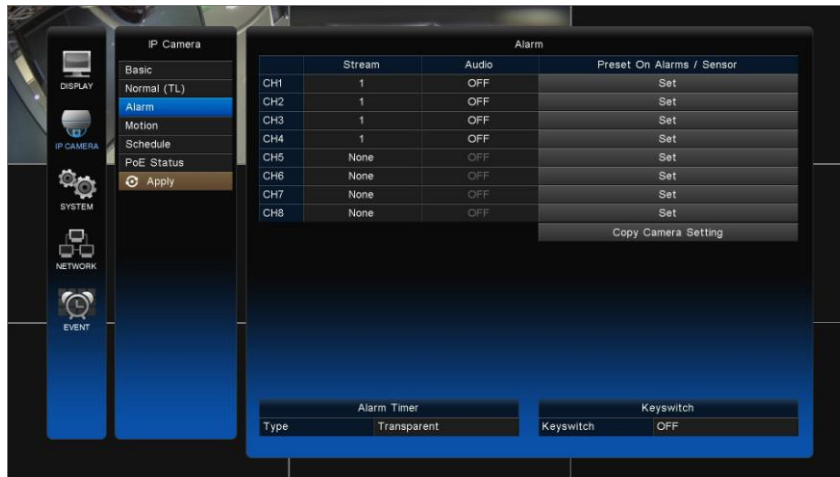 DISPLAY
IP CAMERA
SYSTEM
NETWORK
EVENT
IP Camera
Basic
Normal (TL)
Alarm
Motion
Schedule
PoE Status
Apply
Alarm
Stream Audio Preset On Alarms / Sensor
CH1 1 OFF Set
CH2 1 OFF Set
CH3 1 OFF Set
CH4 1 OFF Set
CH5 None OFF Set
CH6 None OFF Set
CH7 None OFF Set
CH8 None OFF Set
Copy Camera Setting
Alarm Timer
Type Transparent
Keyswitch
Keyswitch OFF